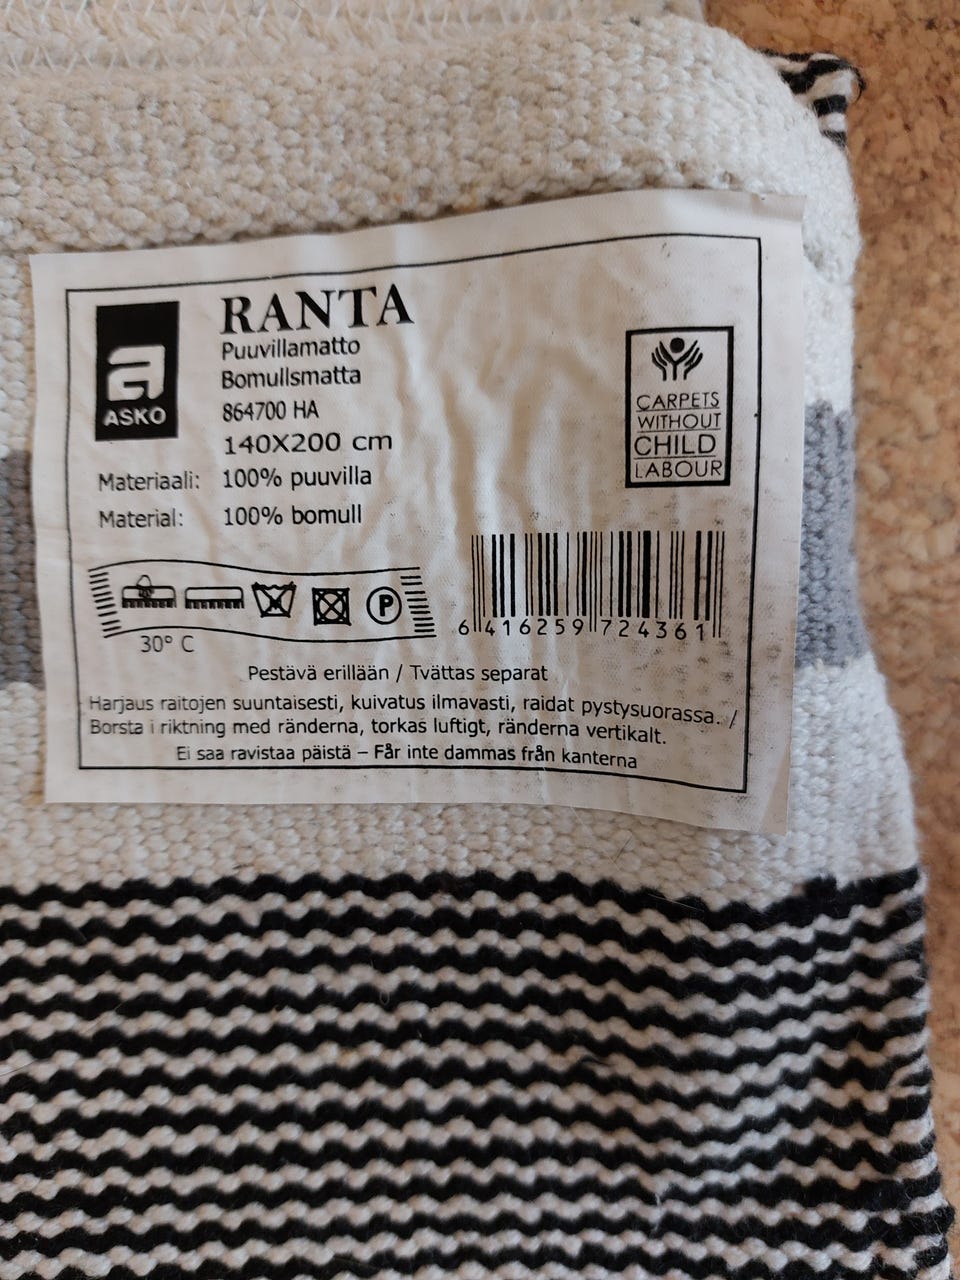 RANTA
Puuvillamatto
Bomullsmatta
864700 HA
140X200 cm
Materiaali: 100% puuvilla
Material: 100% bomull
a
ASKO
CARPETS
WITHOUT
CHILD
LABOUR
P
30° C
6 416259 724361
Pestävä erillään / Tvättas separat
Harjaus raitojen suuntaisesti, kuivatus ilmavasti, raidat pystysuorassa. /
Borsta i riktning med ränderna, torkas luftigt, ränderna vertikalt.
Ei saa ravistaa päistä – Får inte dammas från kanterna